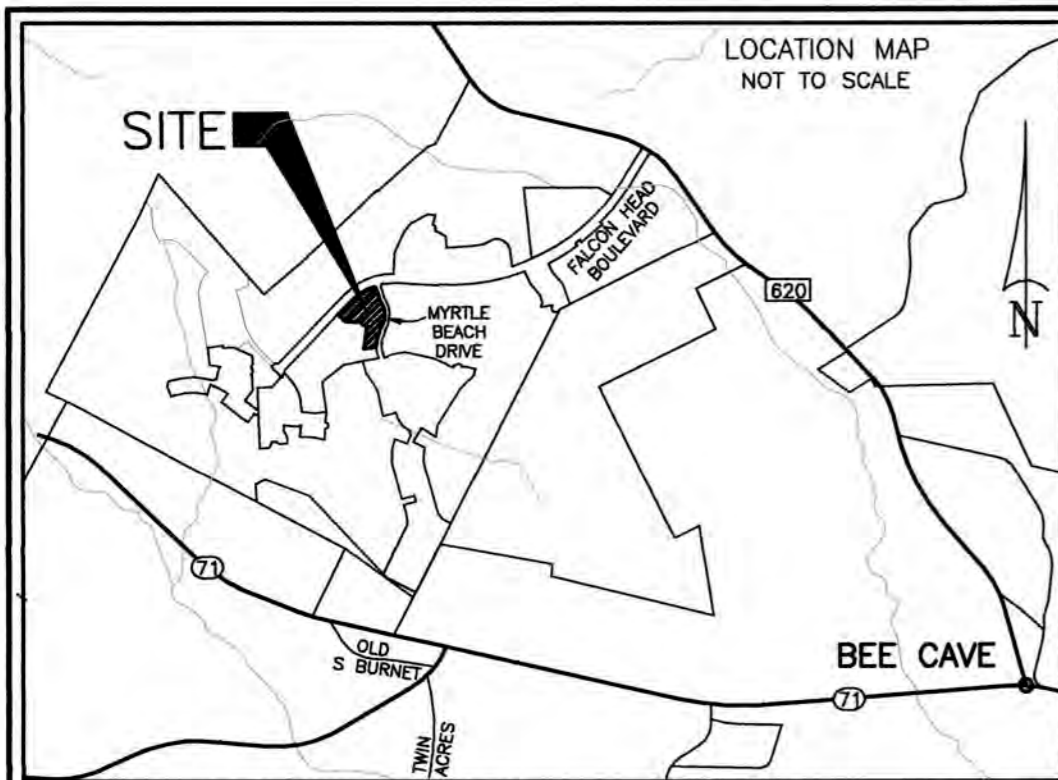 LOCATION MAP
NOT TO SCALE
SITE
FALCON HEAD
BOULEVARD
620
MYRTLE
BEACH
DRIVE
N
71
OLD
S BURNET
BEE CAVE
71
TWIN
ACRES